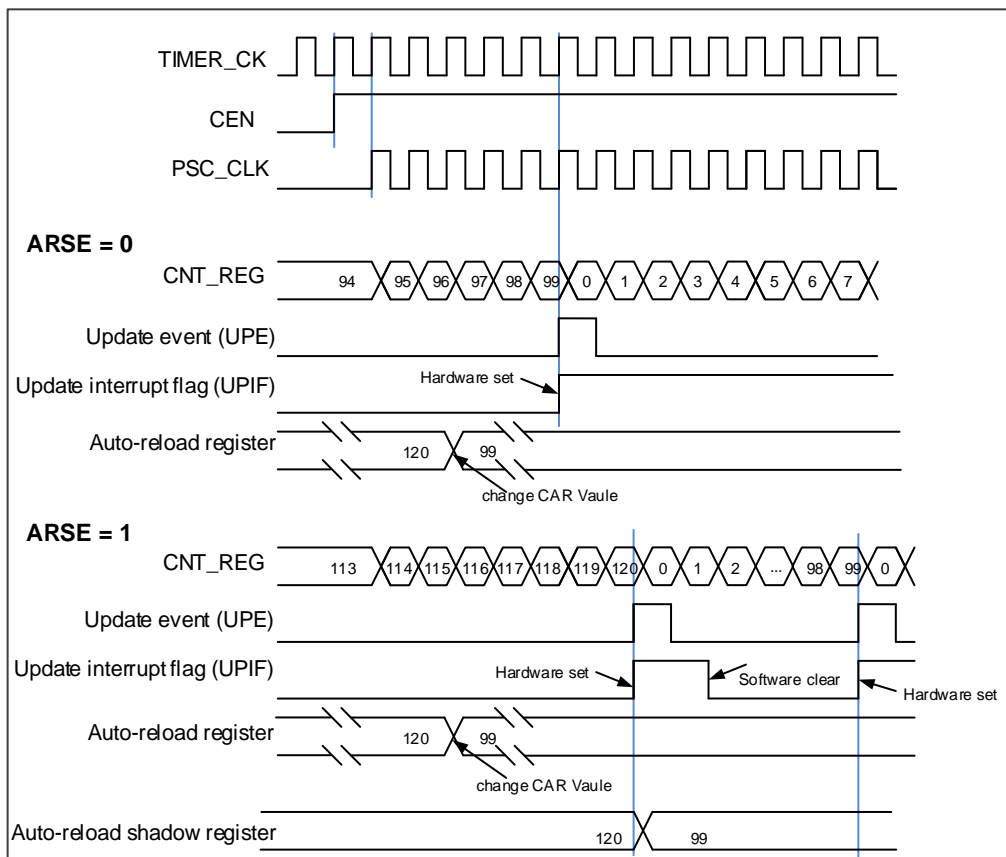 TIMER_CK
CEN
PSC_CLK
ARSE = 0
CNT_REG 94 95 96 97 98 99 0 1 2 3 4 5 6 7
Update event (UPE)
Update interrupt flag (UPIF) Hardware set
Auto-reload register 120 99
change CAR Vaule
ARSE = 1
CNT_REG 113 114 115 116 117 118 119 120 0 1 2 ... 98 99 0
Update event (UPE)
Update interrupt flag (UPIF) Hardware set Software clear Hardware set
Auto-reload register 120 99
change CAR Vaule
Auto-reload shadow register 120 99